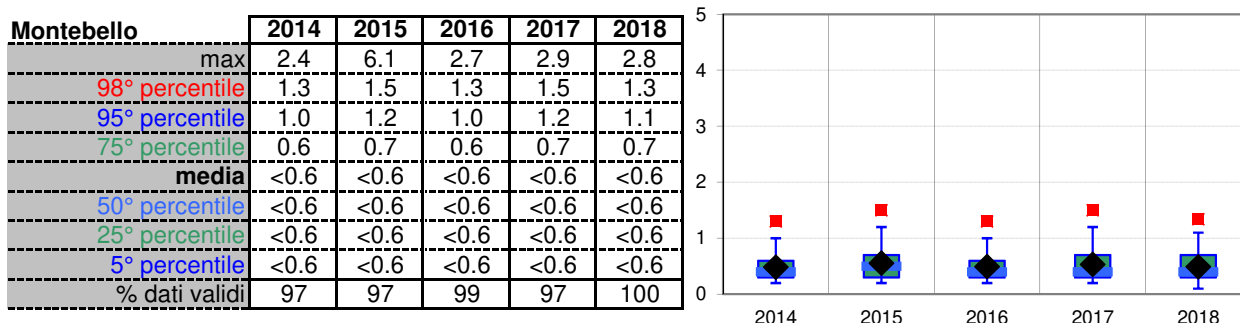 Montebello 2014 2015 2016 2017 2018
max 2.4 6.1 2.7 2.9 2.8
98° percentile 1.3 1.5 1.3 1.5 1.3
95° percentile 1.0 1.2 1.0 1.2 1.1
75° percentile 0.6 0.7 0.6 0.7 0.7
media <0.6 <0.6 <0.6 <0.6 <0.6
50° percentile <0.6 <0.6 <0.6 <0.6 <0.6
25° percentile <0.6 <0.6 <0.6 <0.6 <0.6
5° percentile <0.6 <0.6 <0.6 <0.6 <0.6
% dati validi 97 97 99 97 100
5
4
3
2
1
0
2014 2015 2016 2017 2018